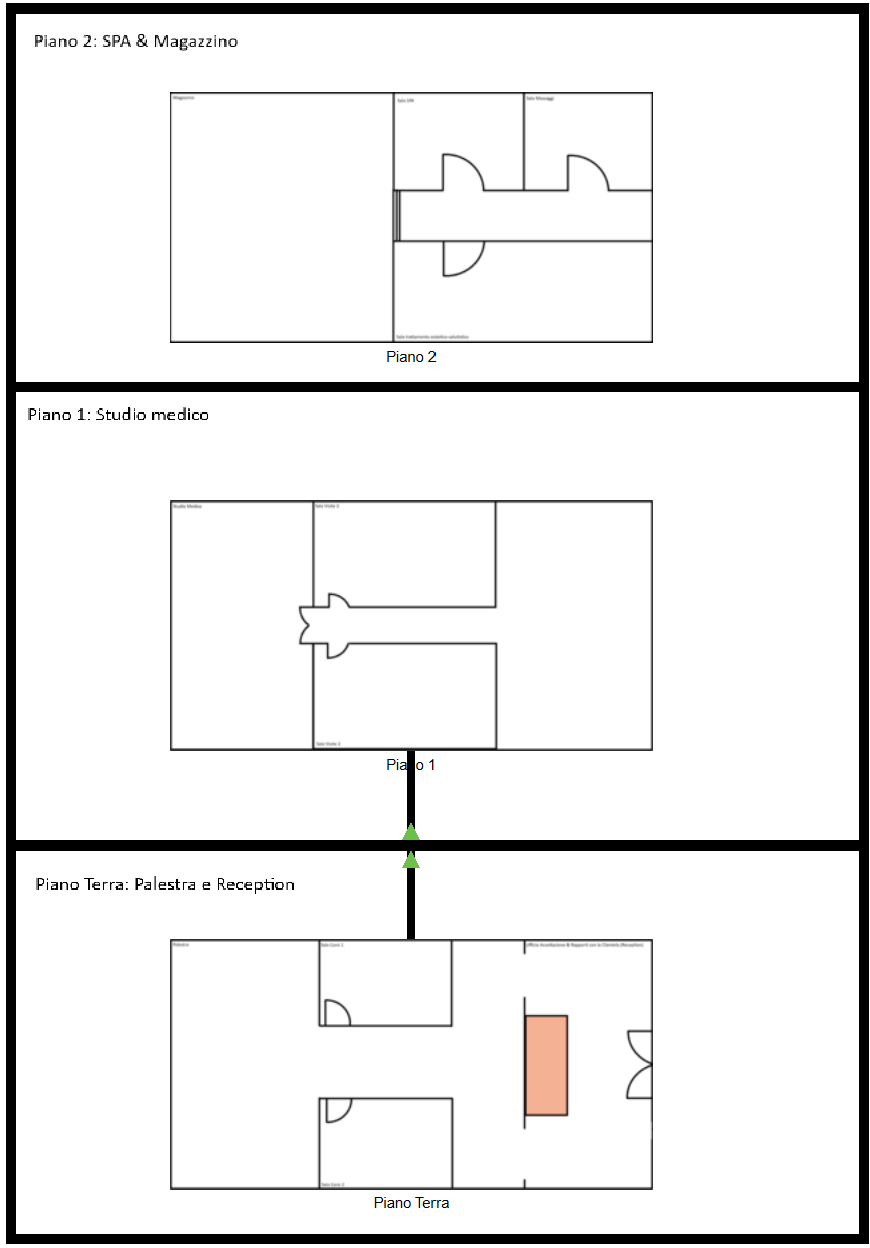 Piano 2: SPA & Magazzino
Magazzino
Sala SPA
Sala Massaggi
Sala trattamento estetico-salutistico
Piano 2
Piano 1: Studio medico
Studio Medico
Sala Visite 1
Sala Visite 2
Piano 1
Piano Terra: Palestra e Reception
Palestra
Sala Corsi 1
Ufficio Accettazione & Rapporti con la Clientela (Reception)
Sala Corsi 2
Piano Terra